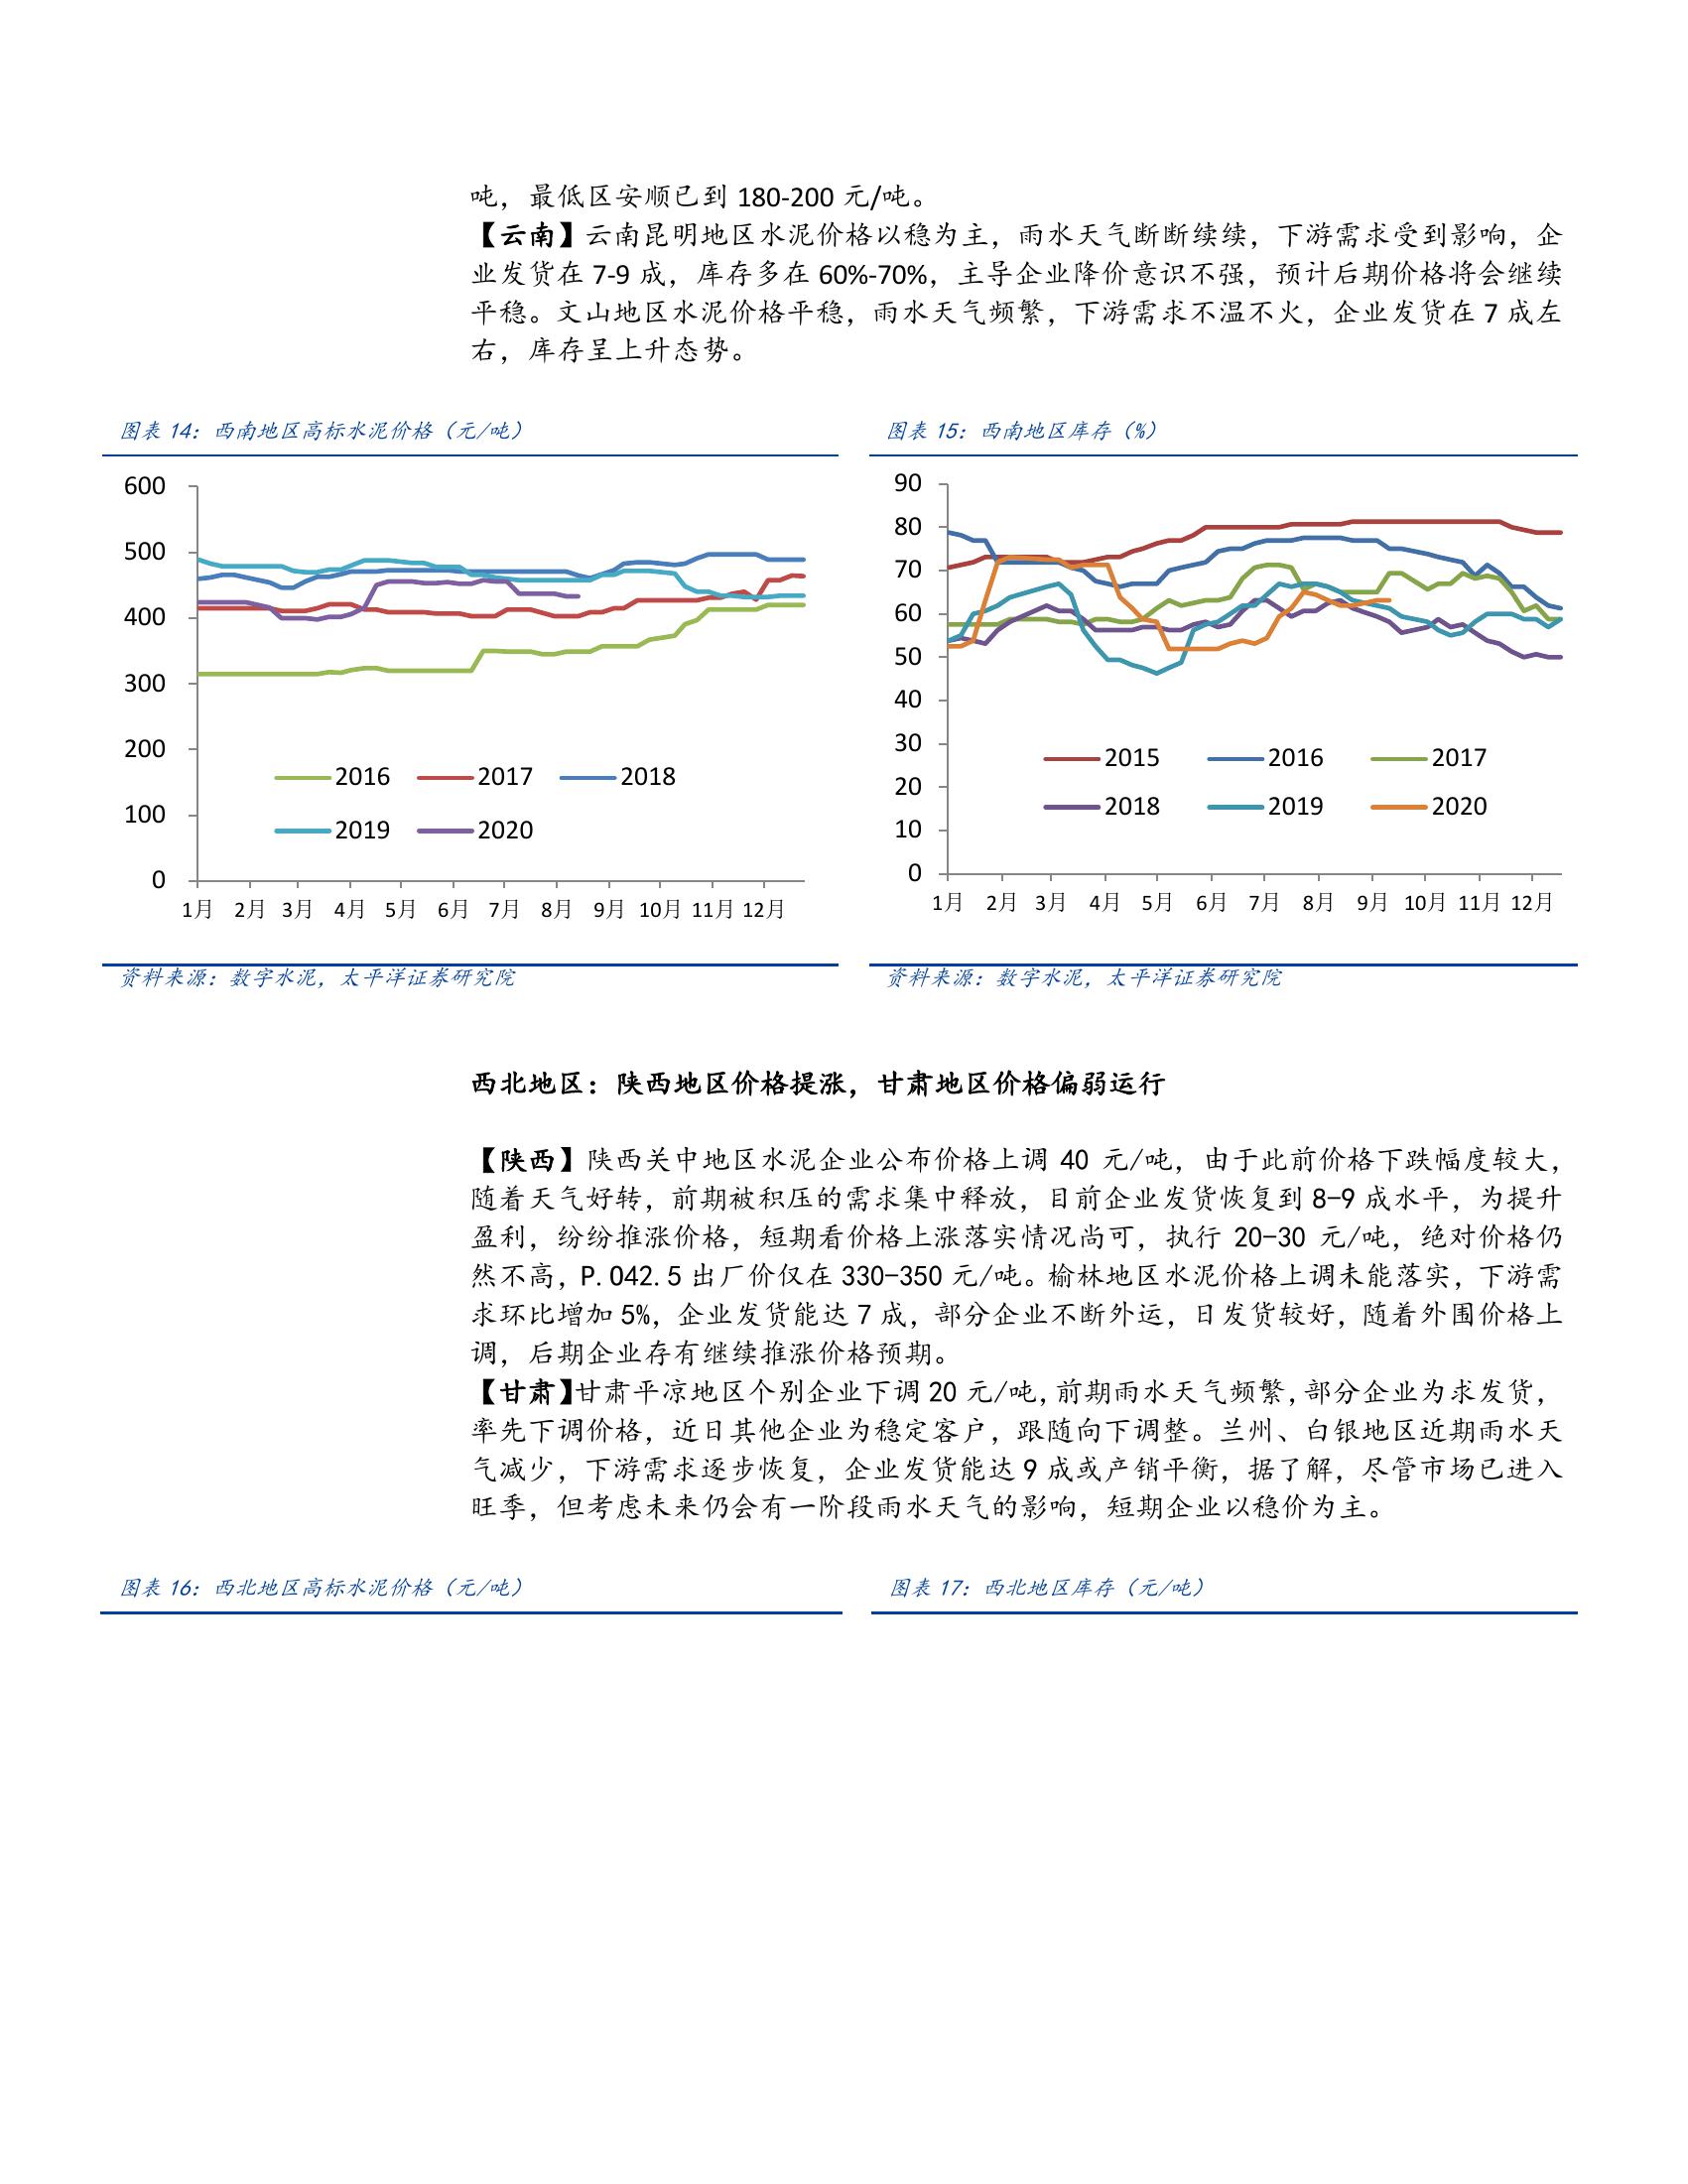 吨，最低区安顺已到 180-200 元/吨。
【云南】云南昆明地区水泥价格以稳为主，雨水天气断断续续，下游需求受到影响，企
业发货在 7-9 成，库存多在 60%-70%，主导企业降价意识不强，预计后期价格将会继续
平稳。文山地区水泥价格平稳，雨水天气频繁，下游需求不温不火，企业发货在 7 成左
右，库存呈上升态势。
图表 14：西南地区高标水泥价格（元/吨）
600
500
400
300
200
100
0
2016 2017 2018
2019 2020
1月 2月 3月 4月 5月 6月 7月 8月 9月 10月 11月 12月
资料来源：数字水泥，太平洋证券研究院
图表 15：西南地区库存（%）
90
80
70
60
50
40
30
20
10
0
2015 2016 2017
2018 2019 2020
1月 2月 3月 4月 5月 6月 7月 8月 9月 10月 11月 12月
资料来源：数字水泥，太平洋证券研究院
西北地区：陕西地区价格提涨，甘肃地区价格偏弱运行
【陕西】陕西关中地区水泥企业公布价格上调 40 元/吨，由于此前价格下跌幅度较大，
随着天气好转，前期被积压的需求集中释放，目前企业发货恢复到 8-9 成水平，为提升
盈利，纷纷推涨价格，短期看价格上涨落实情况尚可，执行 20-30 元/吨，绝对价格仍
然不高，P.O42.5 出厂价仅在 330-350 元/吨。榆林地区水泥价格上调未能落实，下游需
求环比增加 5%，企业发货能达 7 成，部分企业不断外运，日发货较好，随着外围价格上
调，后期企业存有继续推涨价格预期。
【甘肃】甘肃平凉地区个别企业下调 20 元/吨，前期雨水天气频繁，部分企业为求发货，
率先下调价格，近日其他企业为稳定客户，跟随向下调整。兰州、白银地区近期雨水天
气减少，下游需求逐步恢复，企业发货能达 9 成或产销平衡，据了解，尽管市场已进入
旺季，但考虑未来仍会有一阶段雨水天气的影响，短期企业以稳价为主。
图表 16：西北地区高标水泥价格（元/吨）
图表 17：西北地区库存（元/吨）